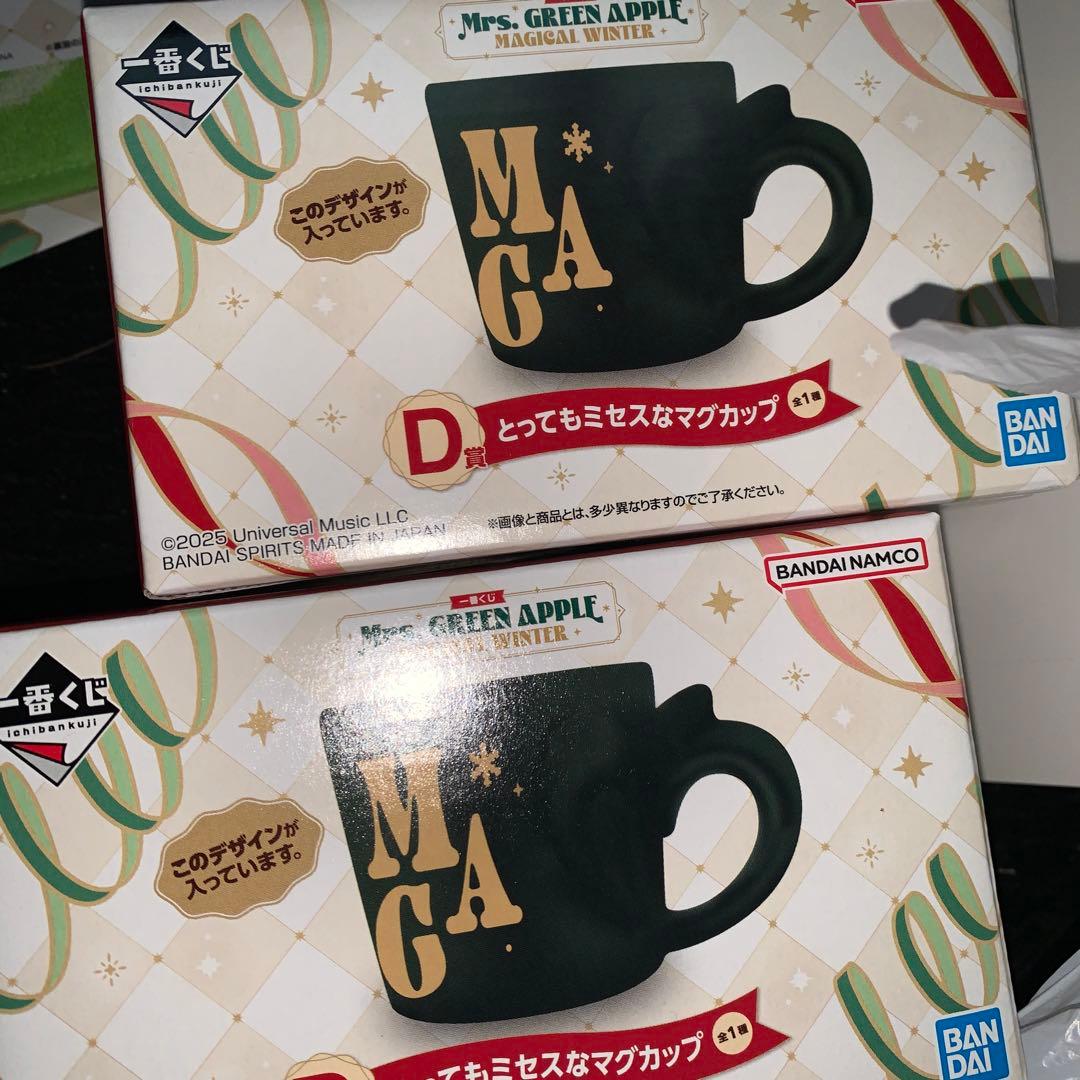 Mrs. GREEN APPLE
MAGICAL WINTER
一番くじ
ichibankuji
このデザインが
入っています。
M
G A
D賞 とってもミセスなマグカップ 全1種
BAN
DAI
※画像と商品とは、多少異なりますのでご了承ください。
©2025 Universal Music LLC
BANDAI SPIRITS MADE IN JAPAN
BANDAI NAMCO
一番くじ
Mrs. GREEN APPLE
MAGICAL WINTER
一番くじ
ichibankuji
このデザインが
入っています。
M
G A
とってもミセスなマグカップ 全1種
BAN
DAI